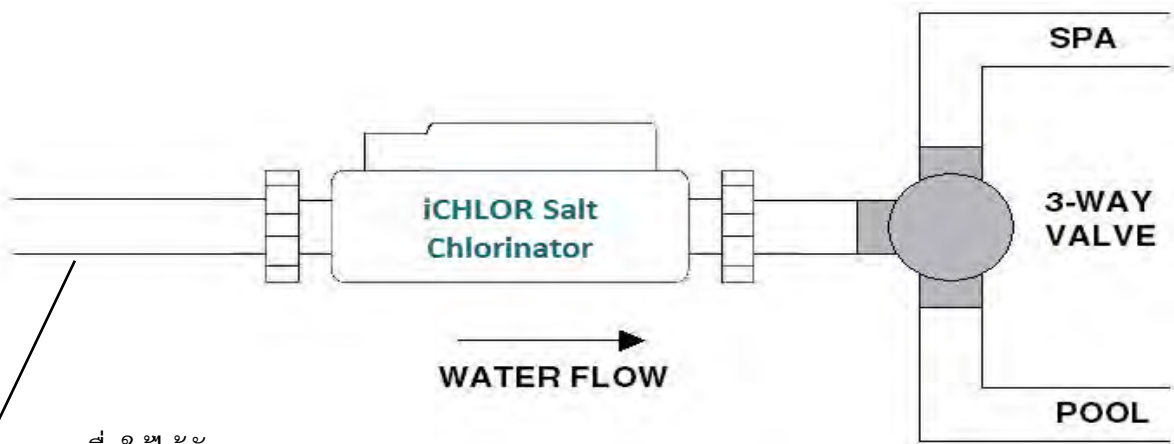 SPA
iCHLOR Salt
Chlorinator
3-WAY
VALVE
WATER FLOW
POOL